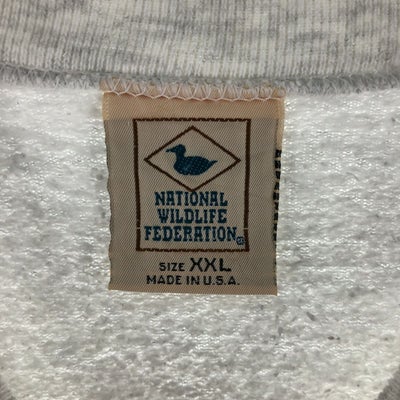 NATIONAL
WILDLIFE
FEDERATION®
SIZE XXL
MADE IN U.S.A.